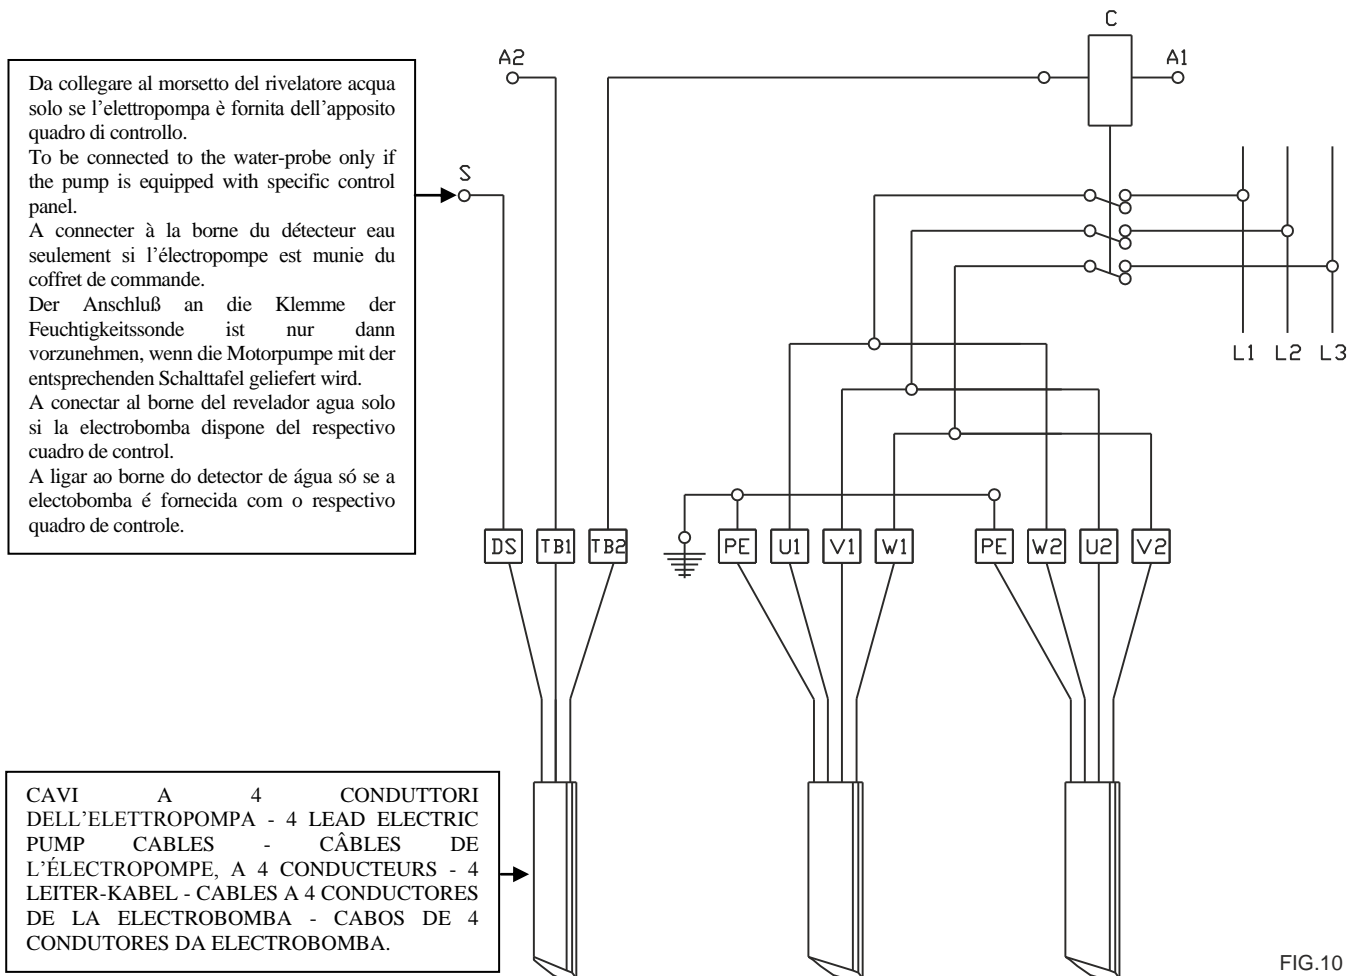 C
A2
A1
Da collegare al morsetto del rivelatore acqua
solo se l’elettropompa è fornita dell’apposito
quadro di controllo.
To be connected to the water-probe only if
the pump is equipped with specific control
panel.
A connecter à la borne du détecteur eau
seulement si l’électropompe est munie du
coffret de commande.
Der Anschluß an die Klemme der
Feuchtigkeitssonde ist nur dann
vorzunehmen, wenn die Motorpumpe mit der
entsprechenden Schalttafel geliefert wird.
A conectar al borne del revelador agua solo
si la electrobomba dispone del respectivo
cuadro de control.
A ligar ao borne do detector de água só se a
electobomba é fornecida com o respectivo
quadro de controle.
S
L1 L2 L3
DS TB1 TB2 PE U1 V1 W1 PE W2 U2 V2
CAVI A 4 CONDUTTORI
DELL’ELETTROPOMPA - 4 LEAD ELECTRIC
PUMP CABLES - CÂBLES DE
L’ÉLECTROPOMPE, A 4 CONDUCTEURS - 4
LEITER-KABEL - CABLES A 4 CONDUCTORES
DE LA ELECTROBOMBA - CABOS DE 4
CONDUTORES DA ELECTROBOMBA.
FIG.10